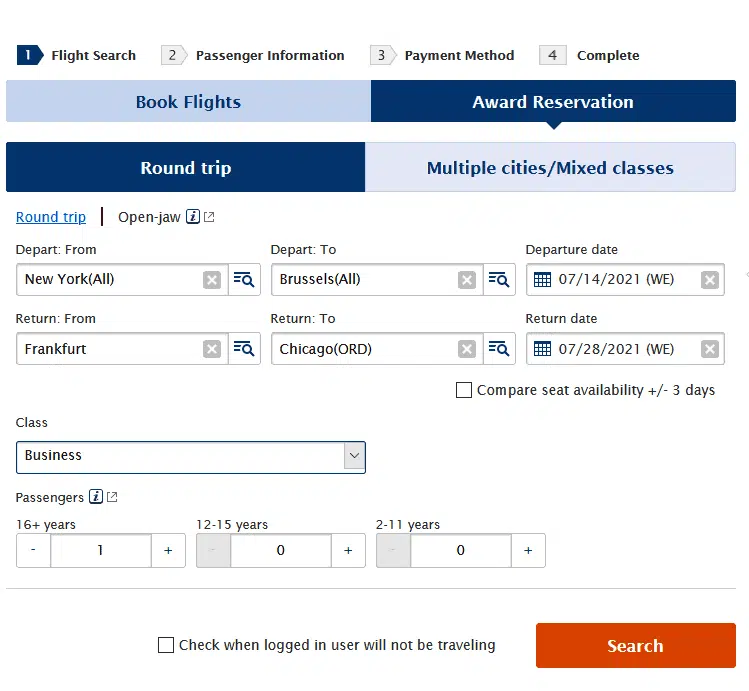 1 Flight Search 2 Passenger Information 3 Payment Method 4 Complete
Book Flights Award Reservation
Round trip Multiple cities/Mixed classes
Round trip Open-jaw i
Depart: From Depart: To Departure date
New York(All) Brussels(All) 07/14/2021 (WE)
Return: From Return: To Return date
Frankfurt Chicago(ORD) 07/28/2021 (WE)
Compare seat availability +/- 3 days
Class
Business
Passengers i
16+ years 12-15 years 2-11 years
- 1 + - 0 + - 0 +
Check when logged in user will not be traveling Search